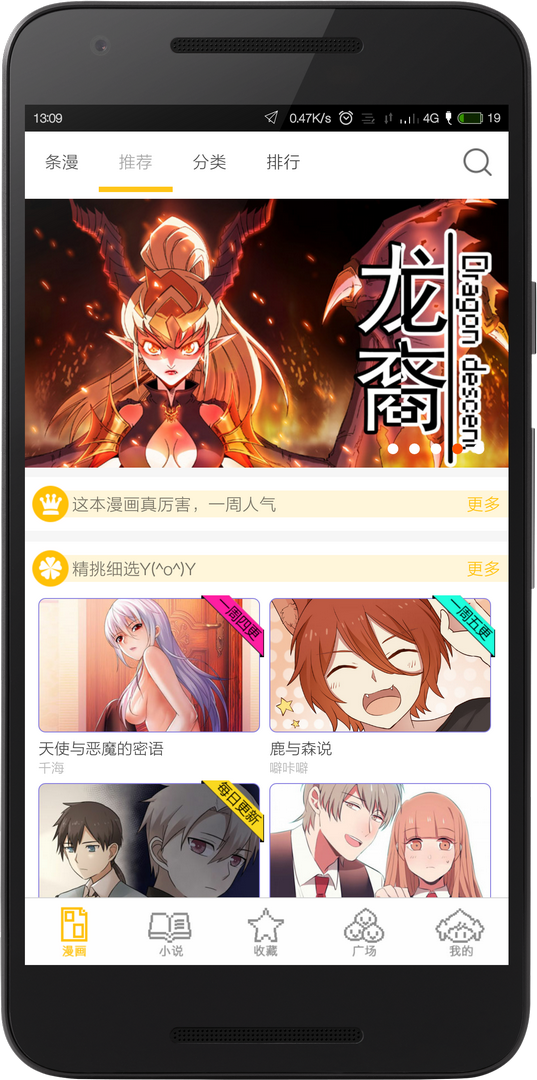 13:09 0.47K/s 4G 19
条漫 推荐 分类 排行
龙裔
Dragon descen
这本漫画真厉害，一周人气 更多
精挑细选Y(^o^)Y 更多
一周四更
一周五更
天使与恶魔的密语 鹿与森说
千海 噼咔噼
每日更新
漫画 小说 收藏 广场 我的